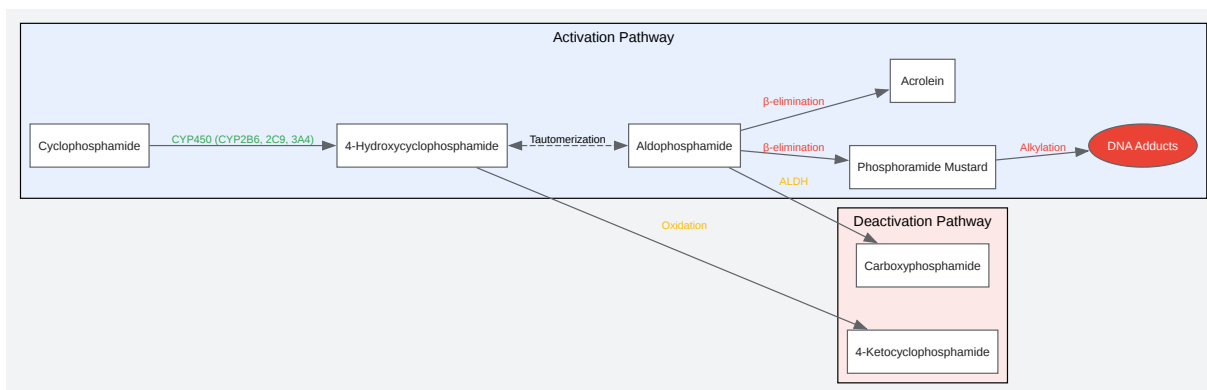 Activation Pathway
Acrolein
β-elimination
Cyclophosphamide
CYP450 (CYP2B6, 2C9, 3A4)
4-Hydroxycyclophosphamide
Tautomerization
Aldophosphamide
β-elimination
Phosphoramide Mustard
Alkylation
DNA Adducts
ALDH
Oxidation
Deactivation Pathway
Carboxyphosphamide
4-Ketocyclophosphamide